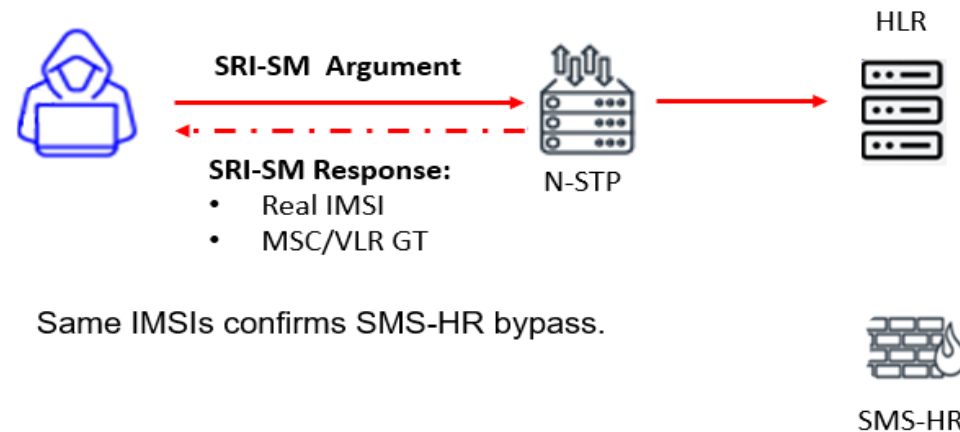 HLR
SRI-SM Argument
SRI-SM Response:
• Real IMSI
• MSC/VLR GT
N-STP
Same IMSIs confirms SMS-HR bypass.
SMS-HR